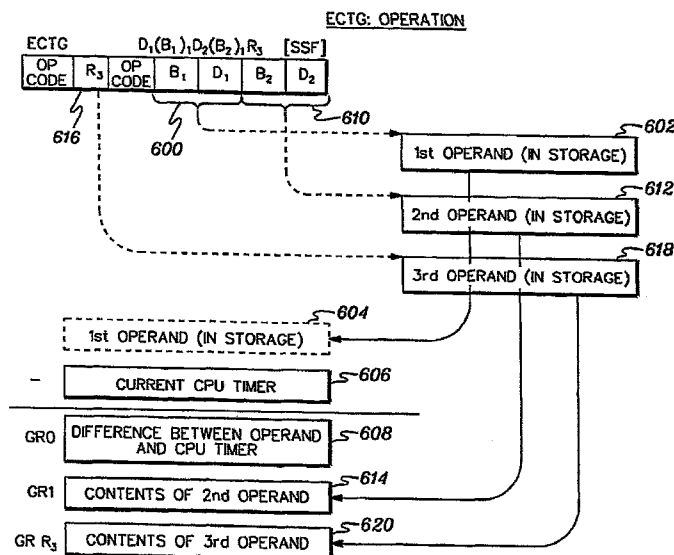 ECTG: OPERATION
ECTG D₁(B₁)₁D₂(B₂)₁R₃ [SSF]
OP CODE R₃ OP CODE B₁ D₁ B₂ D₂
616 600 610
602
1st OPERAND (IN STORAGE)
612
2nd OPERAND (IN STORAGE)
618
3rd OPERAND (IN STORAGE)
604
1st OPERAND (IN STORAGE)
– CURRENT CPU TIMER 606
GR0 DIFFERENCE BETWEEN OPERAND AND CPU TIMER 608
GR1 CONTENTS OF 2nd OPERAND 614
GR R₃ CONTENTS OF 3rd OPERAND 620